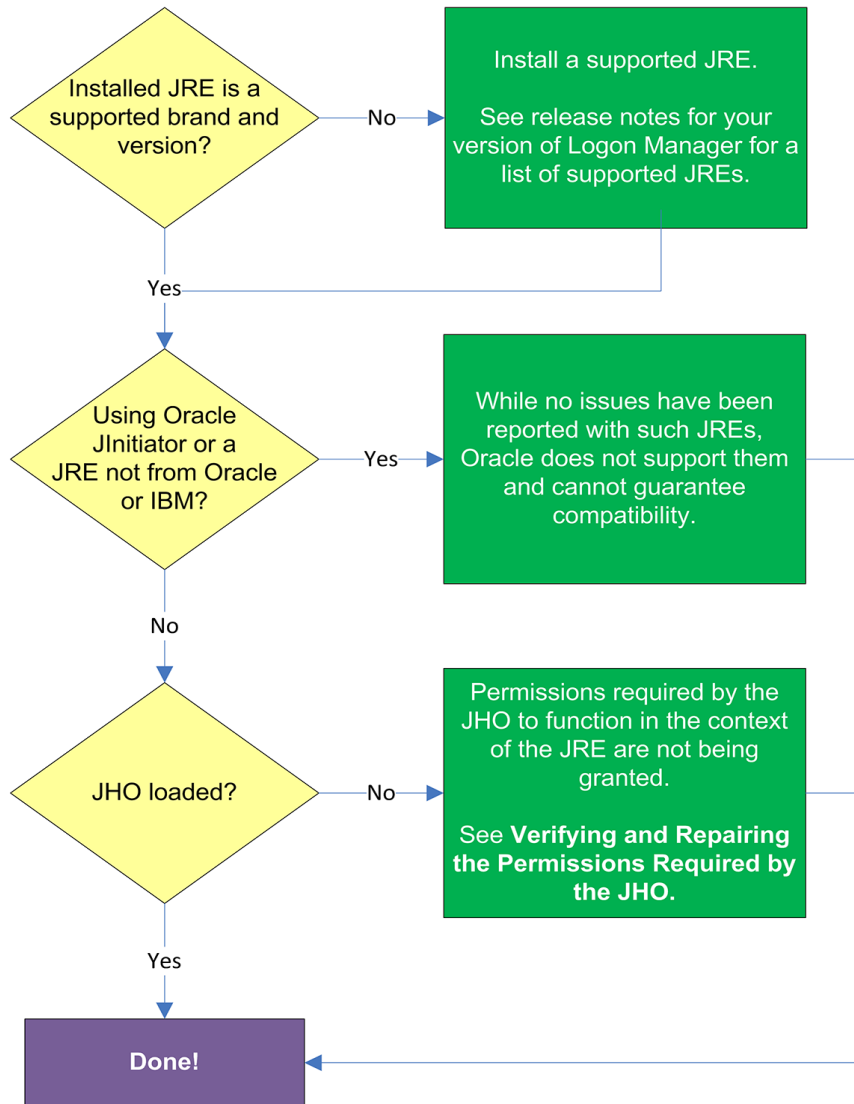 Installed JRE is a
supported brand and
version?
No
Install a supported JRE.
See release notes for your
version of Logon Manager for a
list of supported JREs.
Yes
Using Oracle
JInitiator or a
JRE not from Oracle
or IBM?
Yes
While no issues have been
reported with such JREs,
Oracle does not support them
and cannot guarantee
compatibility.
No
JHO loaded?
No
Permissions required by the
JHO to function in the context
of the JRE are not being
granted.
See Verifying and Repairing
the Permissions Required by
the JHO.
Yes
Done!